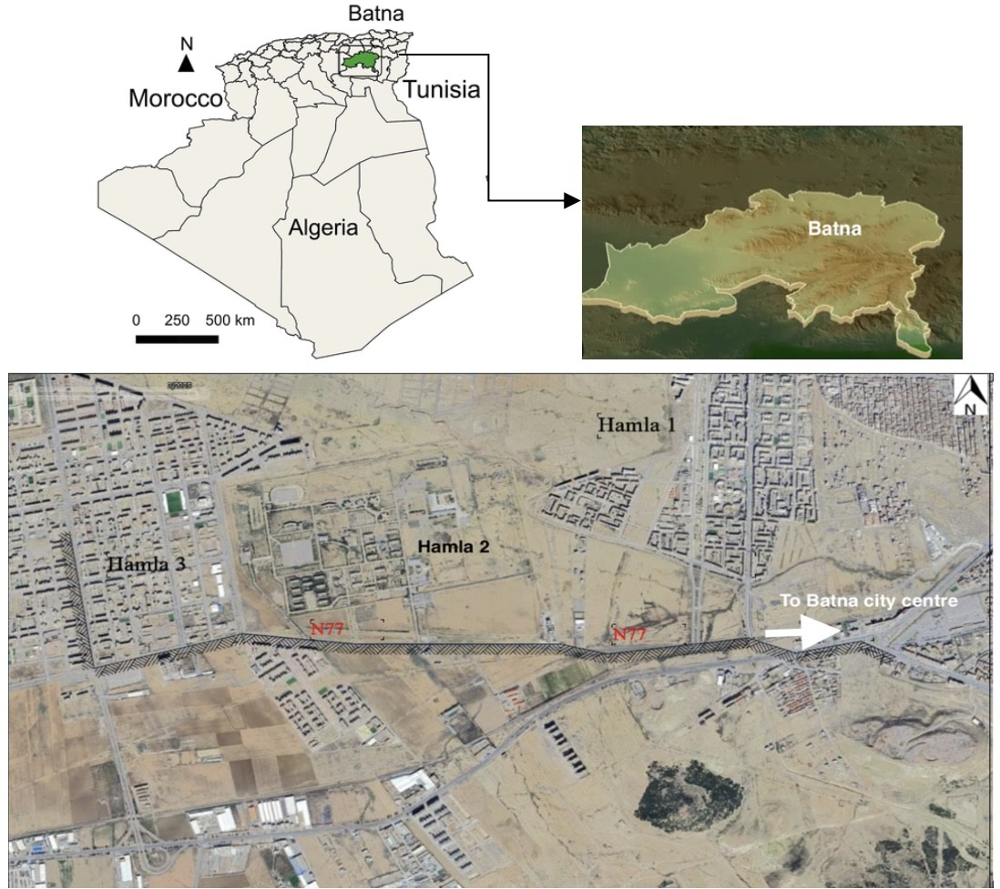 Batna
N
Morocco
Tunisia
Algeria
0 250 500 km
Batna
N
Hamla 1
Hamla 2
Hamla 3
To Batna city centre
N77
N77